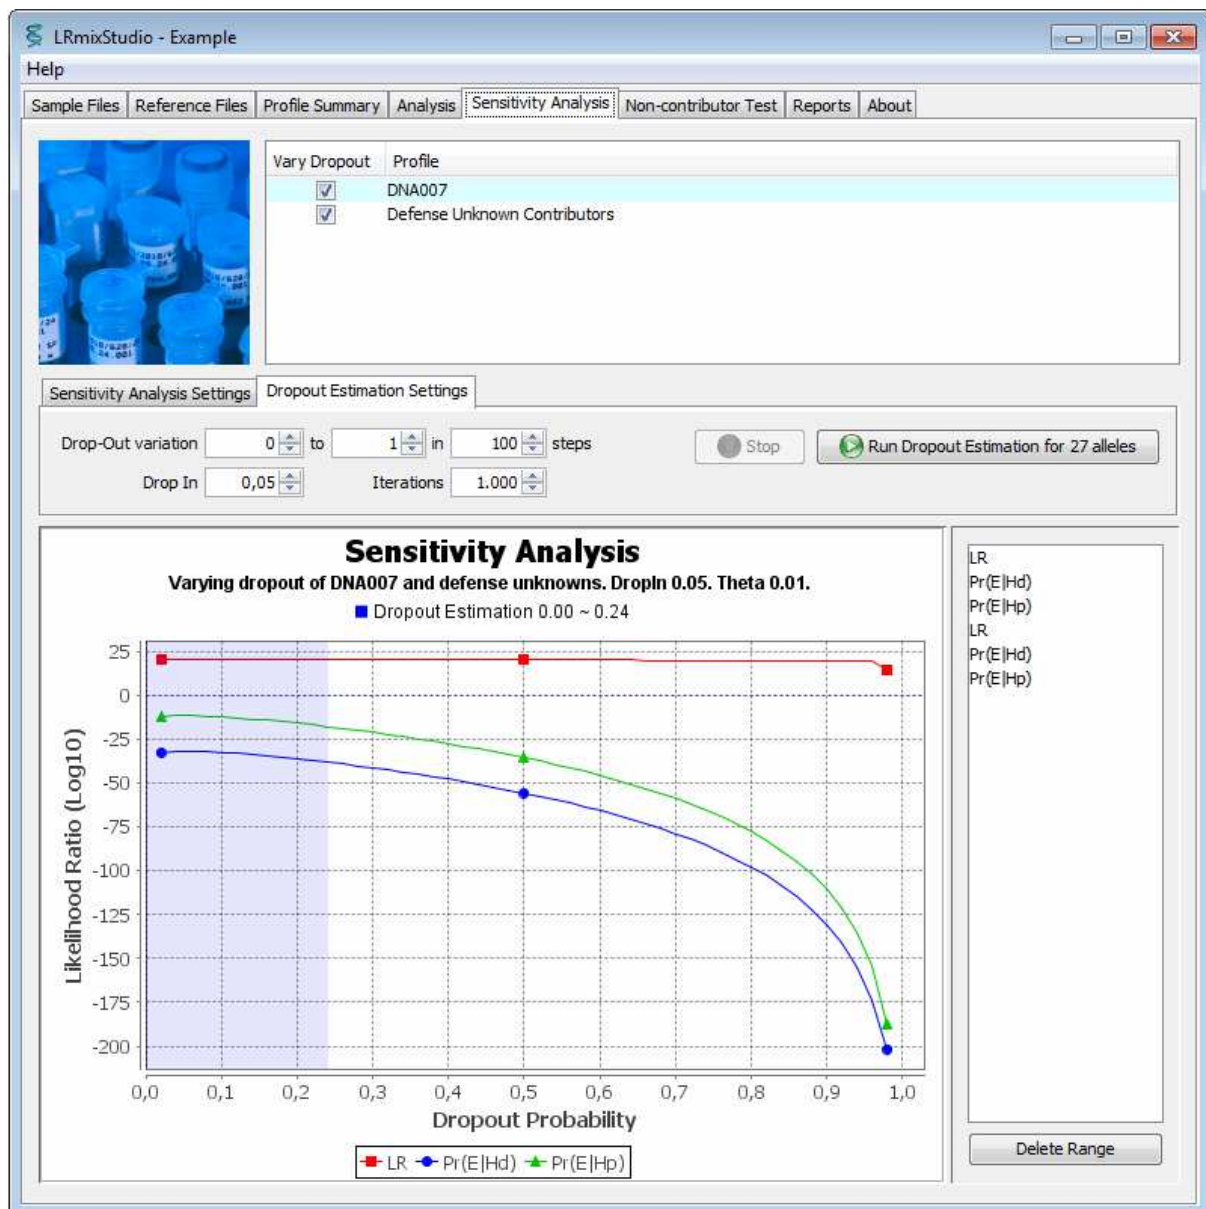 LRmixStudio - Example
Help
Sample Files Reference Files Profile Summary Analysis Sensitivity Analysis Non-contributor Test Reports About
Vary Dropout Profile
DNA007
Defense Unknown Contributors
Sensitivity Analysis Settings Dropout Estimation Settings
Drop-Out variation 0 to 1 in 100 steps Stop Run Dropout Estimation for 27 alleles
Drop In 0,05 Iterations 1.000
Sensitivity Analysis
Varying dropout of DNA007 and defense unknowns. DropIn 0.05. Theta 0.01.
Dropout Estimation 0.00 ~ 0.24
Likelihood Ratio (Log10)
25
0
-25
-50
-75
-100
-125
-150
-175
-200
0,0 0,1 0,2 0,3 0,4 0,5 0,6 0,7 0,8 0,9 1,0
Dropout Probability
LR Pr(E|Hd) Pr(E|Hp)
LR
Pr(E|Hd)
Pr(E|Hp)
LR
Pr(E|Hd)
Pr(E|Hp)
Delete Range